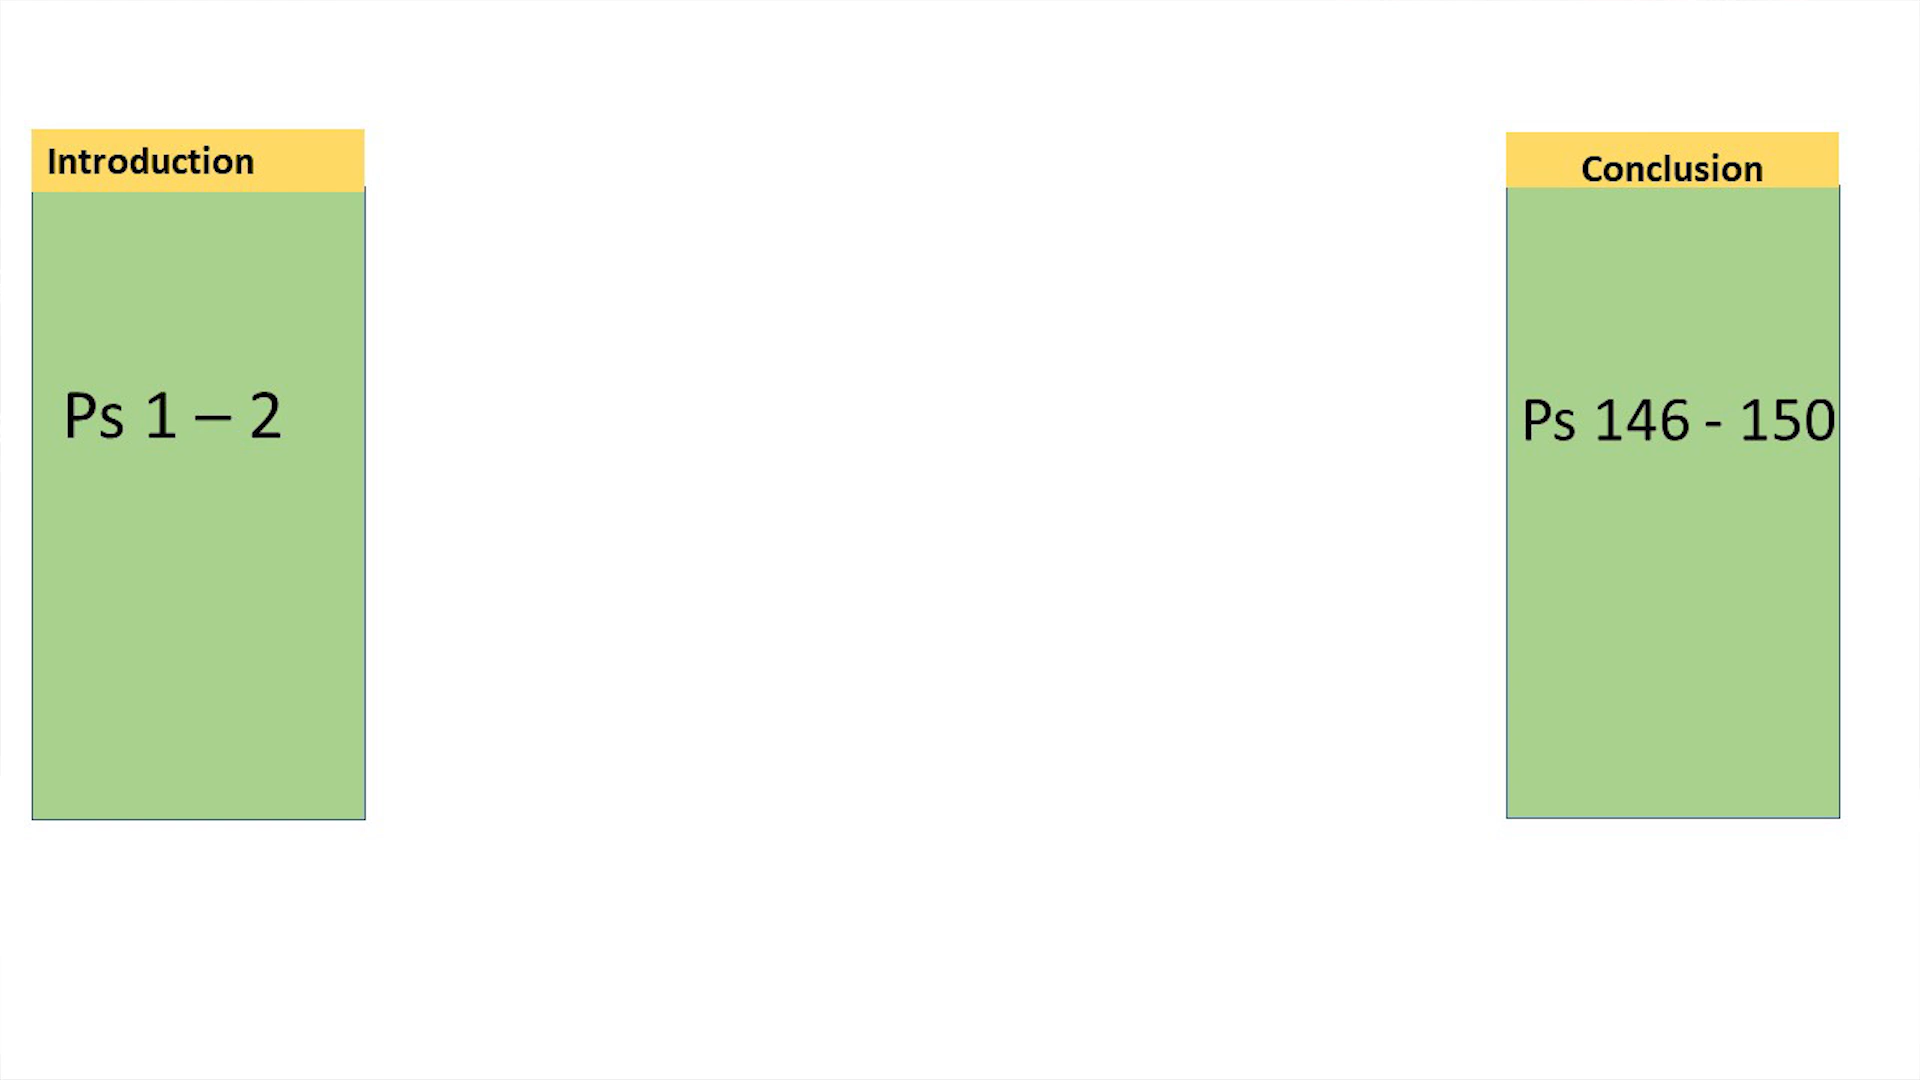 Introduction
Ps 1 – 2
Conclusion
Ps 146 - 150